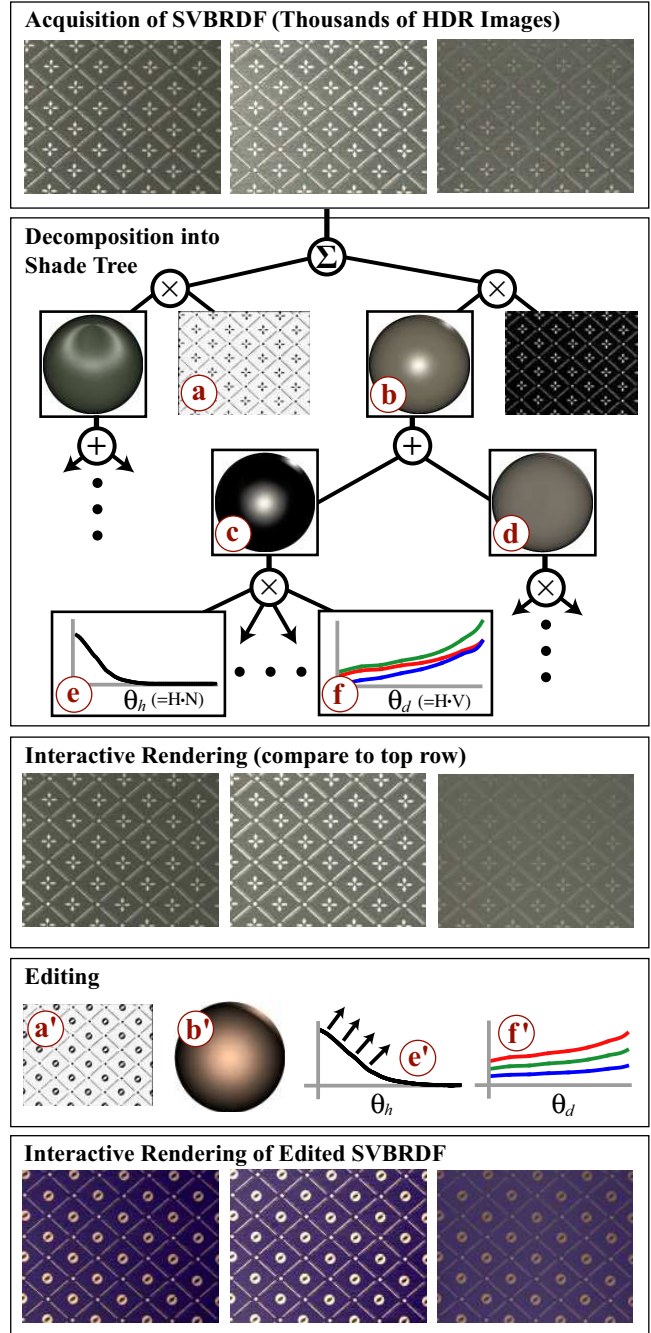 Acquisition of SVBRDF (Thousands of HDR Images)
Decomposition into
Shade Tree
Σ
×
×
a
b
+
+
c
d
×
×
e
θh (=H·N)
f
θd (=H·V)
Interactive Rendering (compare to top row)
Editing
a'
b'
e'
θh
f'
θd
Interactive Rendering of Edited SVBRDF